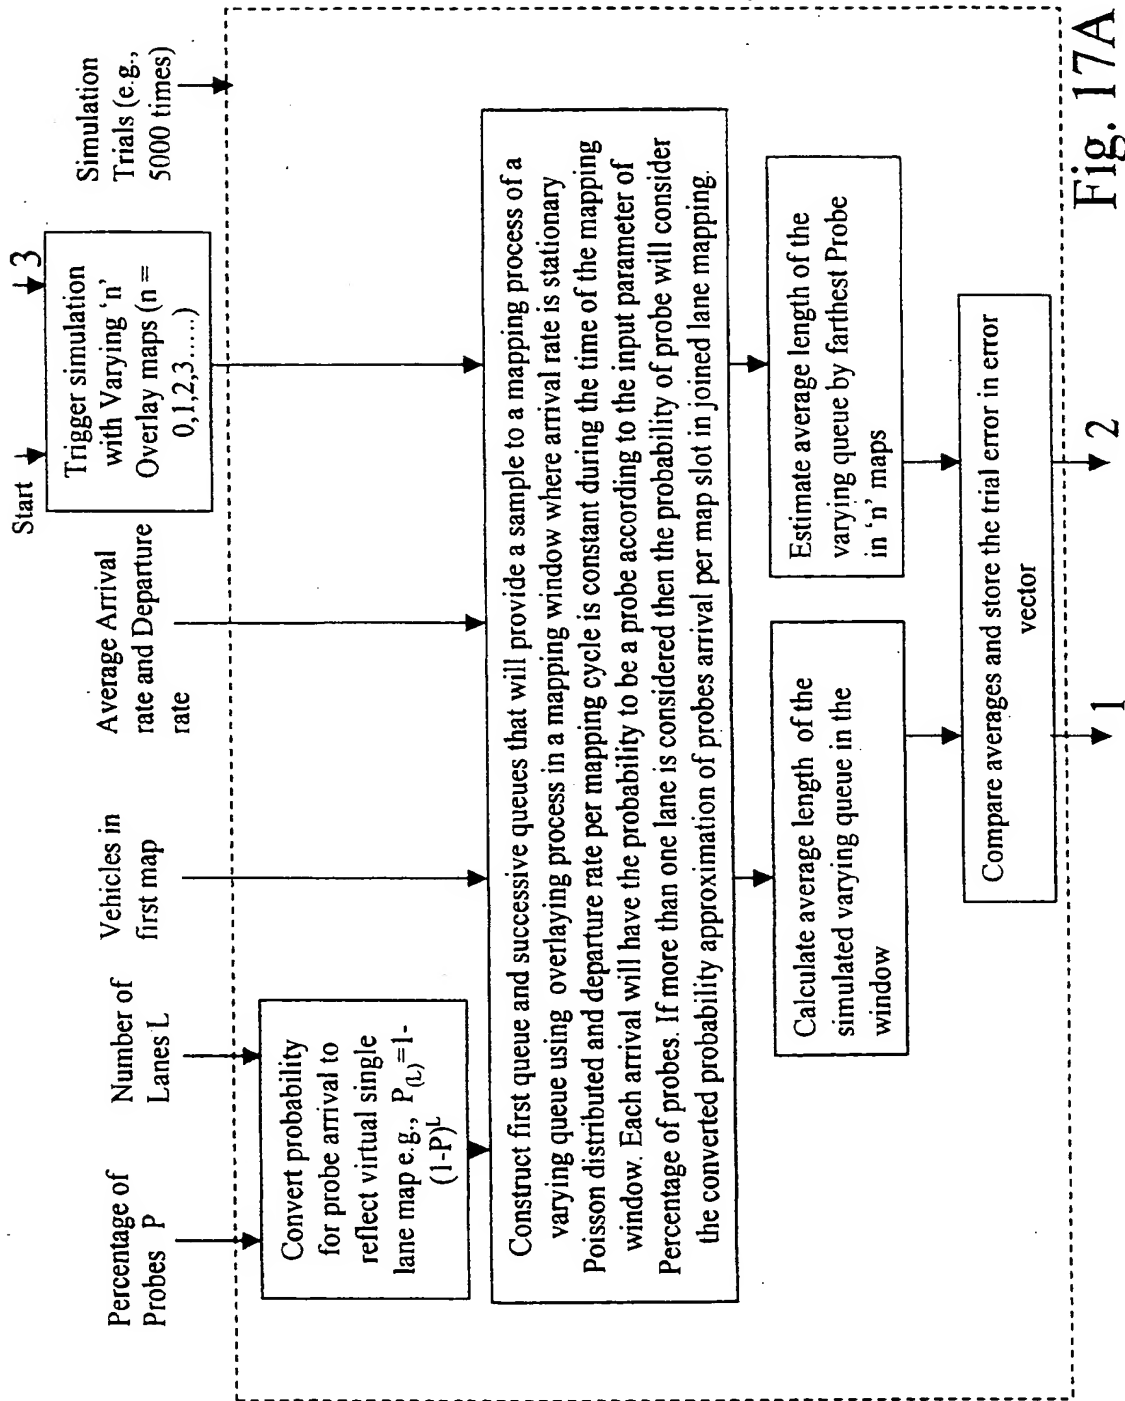 Percentage of
Probes P
Number of
Lanes L
Vehicles in
first map
Average Arrival
rate and Departure
rate
Start
3
Trigger simulation
with Varying ‘n’
Overlay maps (n =
0,1,2,3.....)
Simulation
Trials (e.g.,
5000 times)
Convert probability
for probe arrival to
reflect virtual single
lane map e.g., P(L)=1-
(1-P)^L
Construct first queue and successive queues that will provide a sample to a mapping process of a
varying queue using overlaying process in a mapping window where arrival rate is stationary
Poisson distributed and departure rate per mapping cycle is constant during the time of the mapping
window. Each arrival will have the probability to be a probe according to the input parameter of
Percentage of probes. If more than one lane is considered then the probability of probe will consider
the converted probability approximation of probes arrival per map slot in joined lane mapping.
Calculate average length of the
simulated varying queue in the
window
Estimate average length of the
varying queue by farthest Probe
in ‘n’ maps
Compare averages and store the trial error in error
vector
1
2
Fig. 17A